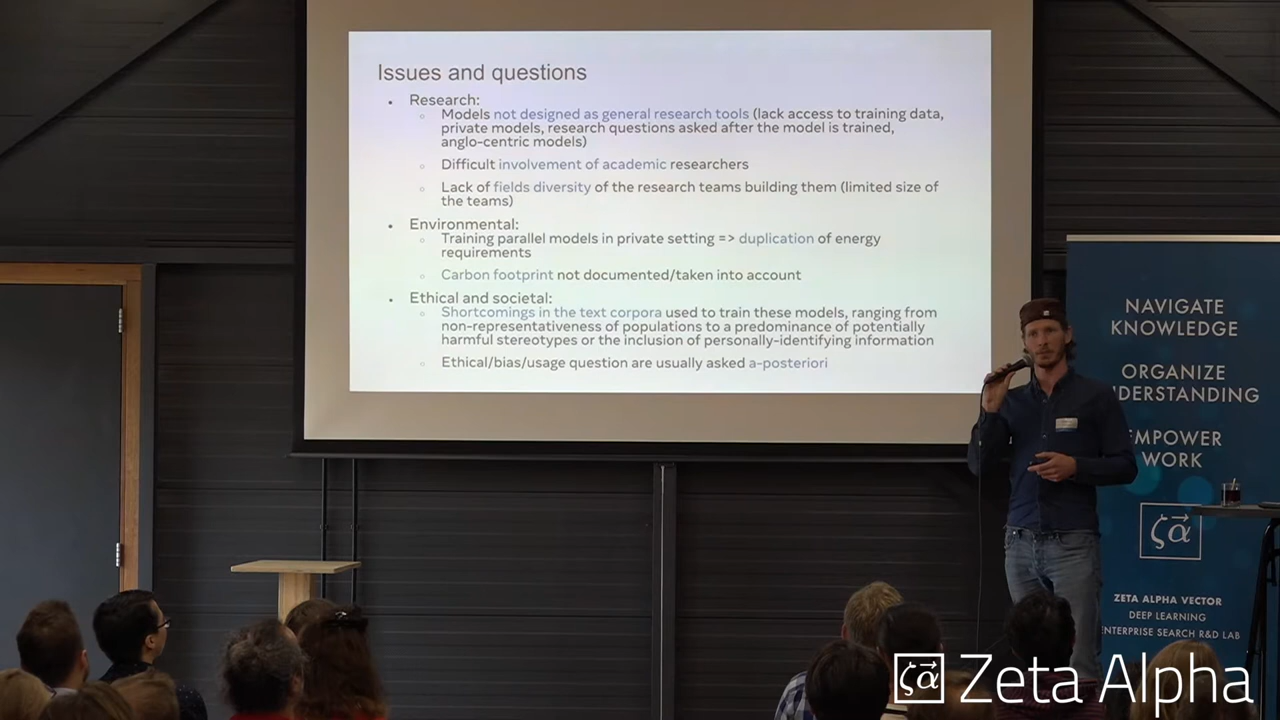 Issues and questions
• Research:
○ Models not designed as general research tools (lack access to training data,
private models, research questions asked after the model is trained,
anglo-centric models)
○ Difficult involvement of academic researchers
○ Lack of fields diversity of the research teams building them (limited size of
the teams)
• Environmental:
○ Training parallel models in private setting => duplication of energy
requirements
○ Carbon footprint not documented/taken into account
• Ethical and societal:
○ Shortcomings in the text corpora used to train these models, ranging from
non-representativeness of populations to a predominance of potentially
harmful stereotypes or the inclusion of personally-identifying information
○ Ethical/bias/usage question are usually asked a-posteriori
NAVIGATE
KNOWLEDGE
ORGANIZE
DERSTANDING
EMPOWER
WORK
ζα
ZETA ALPHA VECTOR
DEEP LEARNING
ENTERPRISE SEARCH R&D LAB
ζα Zeta Alpha